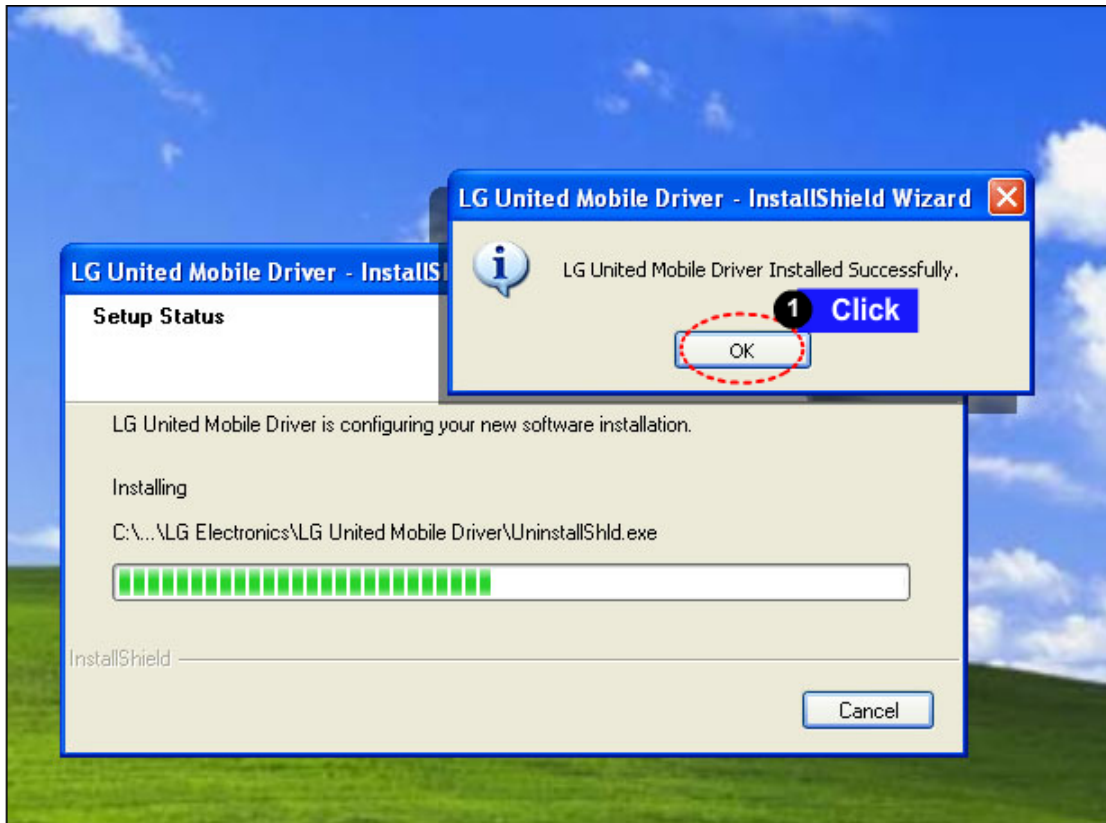 LG United Mobile Driver - InstallShield Wizard
LG United Mobile Driver Installed Successfully.
1 Click
OK
LG United Mobile Driver - InstallS
Setup Status
LG United Mobile Driver is configuring your new software installation.
Installing
C:\...\LG Electronics\LG United Mobile Driver\UninstallShld.exe
InstallShield
Cancel